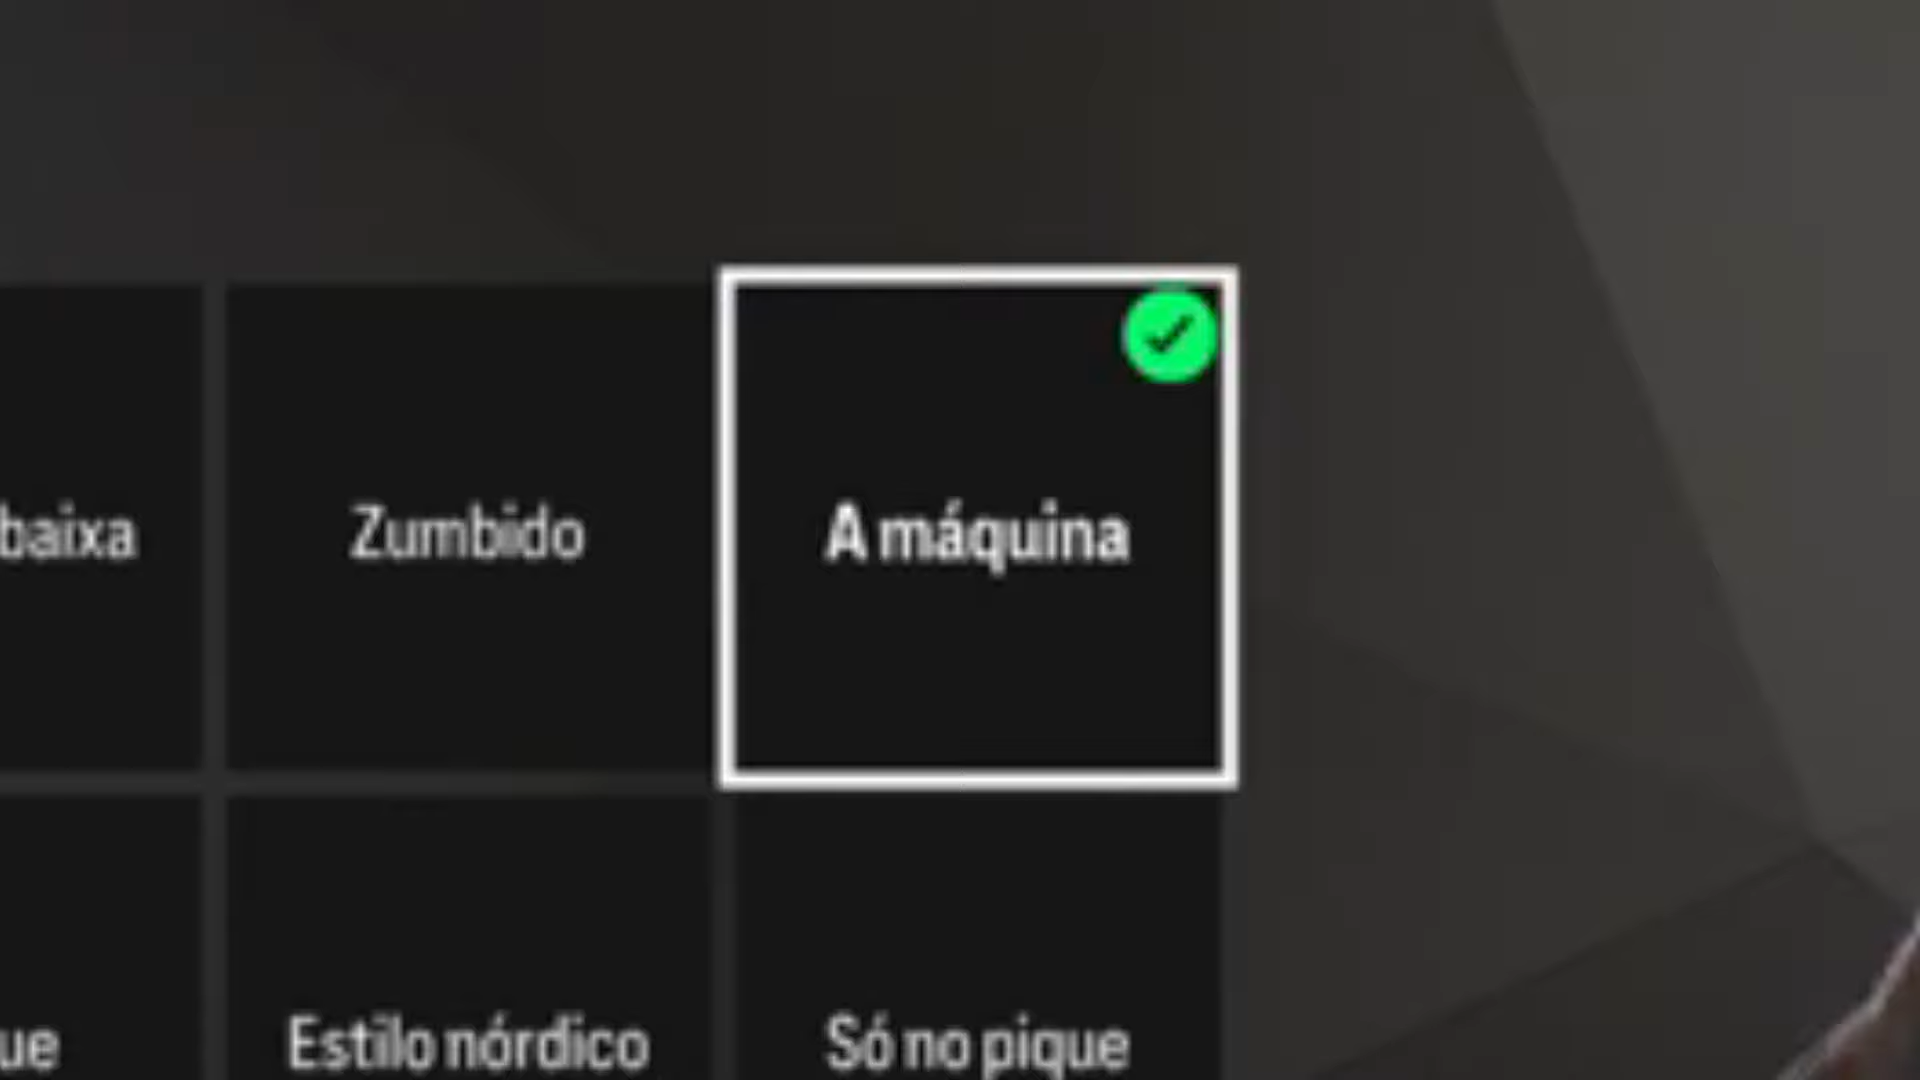 baixa
Zumbido
A máquina
ue
Estilo nórdico
Só no pique